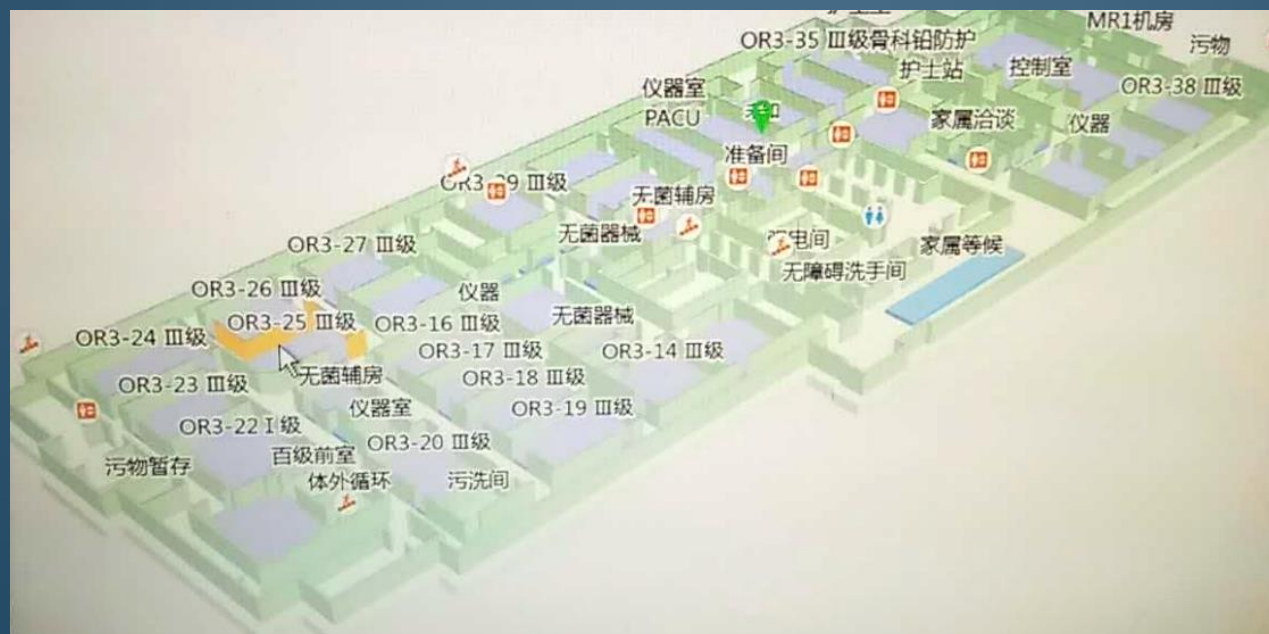 MR1机房
OR3-35 Ⅲ级骨科铅防护
污物
护士站
控制室
仪器室
OR3-38 Ⅲ级
PACU
家属洽谈
仪器
准备间
OR3-29 Ⅲ级
无菌辅房
无菌器械
家属等候
OR3-27 Ⅲ级
无障碍洗手间
OR3-26 Ⅲ级
仪器
OR3-25 Ⅲ级
OR3-16 Ⅲ级
无菌器械
OR3-24 Ⅲ级
OR3-17 Ⅲ级
OR3-14 Ⅲ级
OR3-23 Ⅲ级
无菌辅房
OR3-18 Ⅲ级
仪器室
OR3-19 Ⅲ级
OR3-22 I 级
OR3-20 Ⅲ级
百级前室
污物暂存
体外循环
污洗间